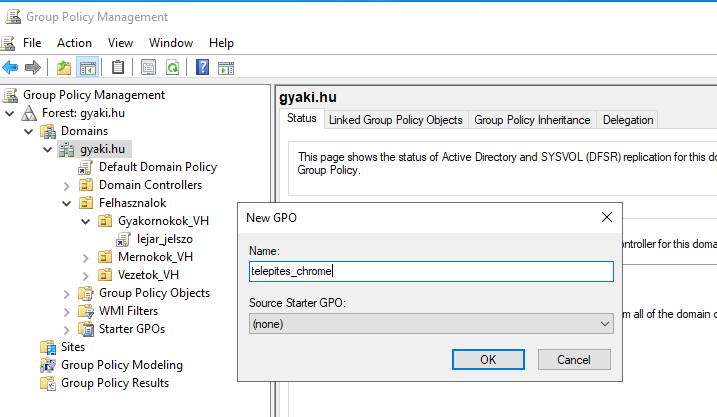 Group Policy Management
File Action View Window Help
Group Policy Management
Forest: gyaki.hu
Domains
gyaki.hu
Default Domain Policy
Domain Controllers
Felhasznalok
Gyakornokok_VH
lejar_jelszo
Mernokok_VH
Vezetok_VH
Group Policy Objects
WMI Filters
Starter GPOs
Sites
Group Policy Modeling
Group Policy Results
gyaki.hu
Status Linked Group Policy Objects Group Policy Inheritance Delegation
This page shows the status of Active Directory and SYSVOL (DFSR) replication for this do
Group Policy.
ontroller for this doma
m all of the domain c
New GPO
Name:
telepites_chrome
Source Starter GPO:
(none)
OK Cancel